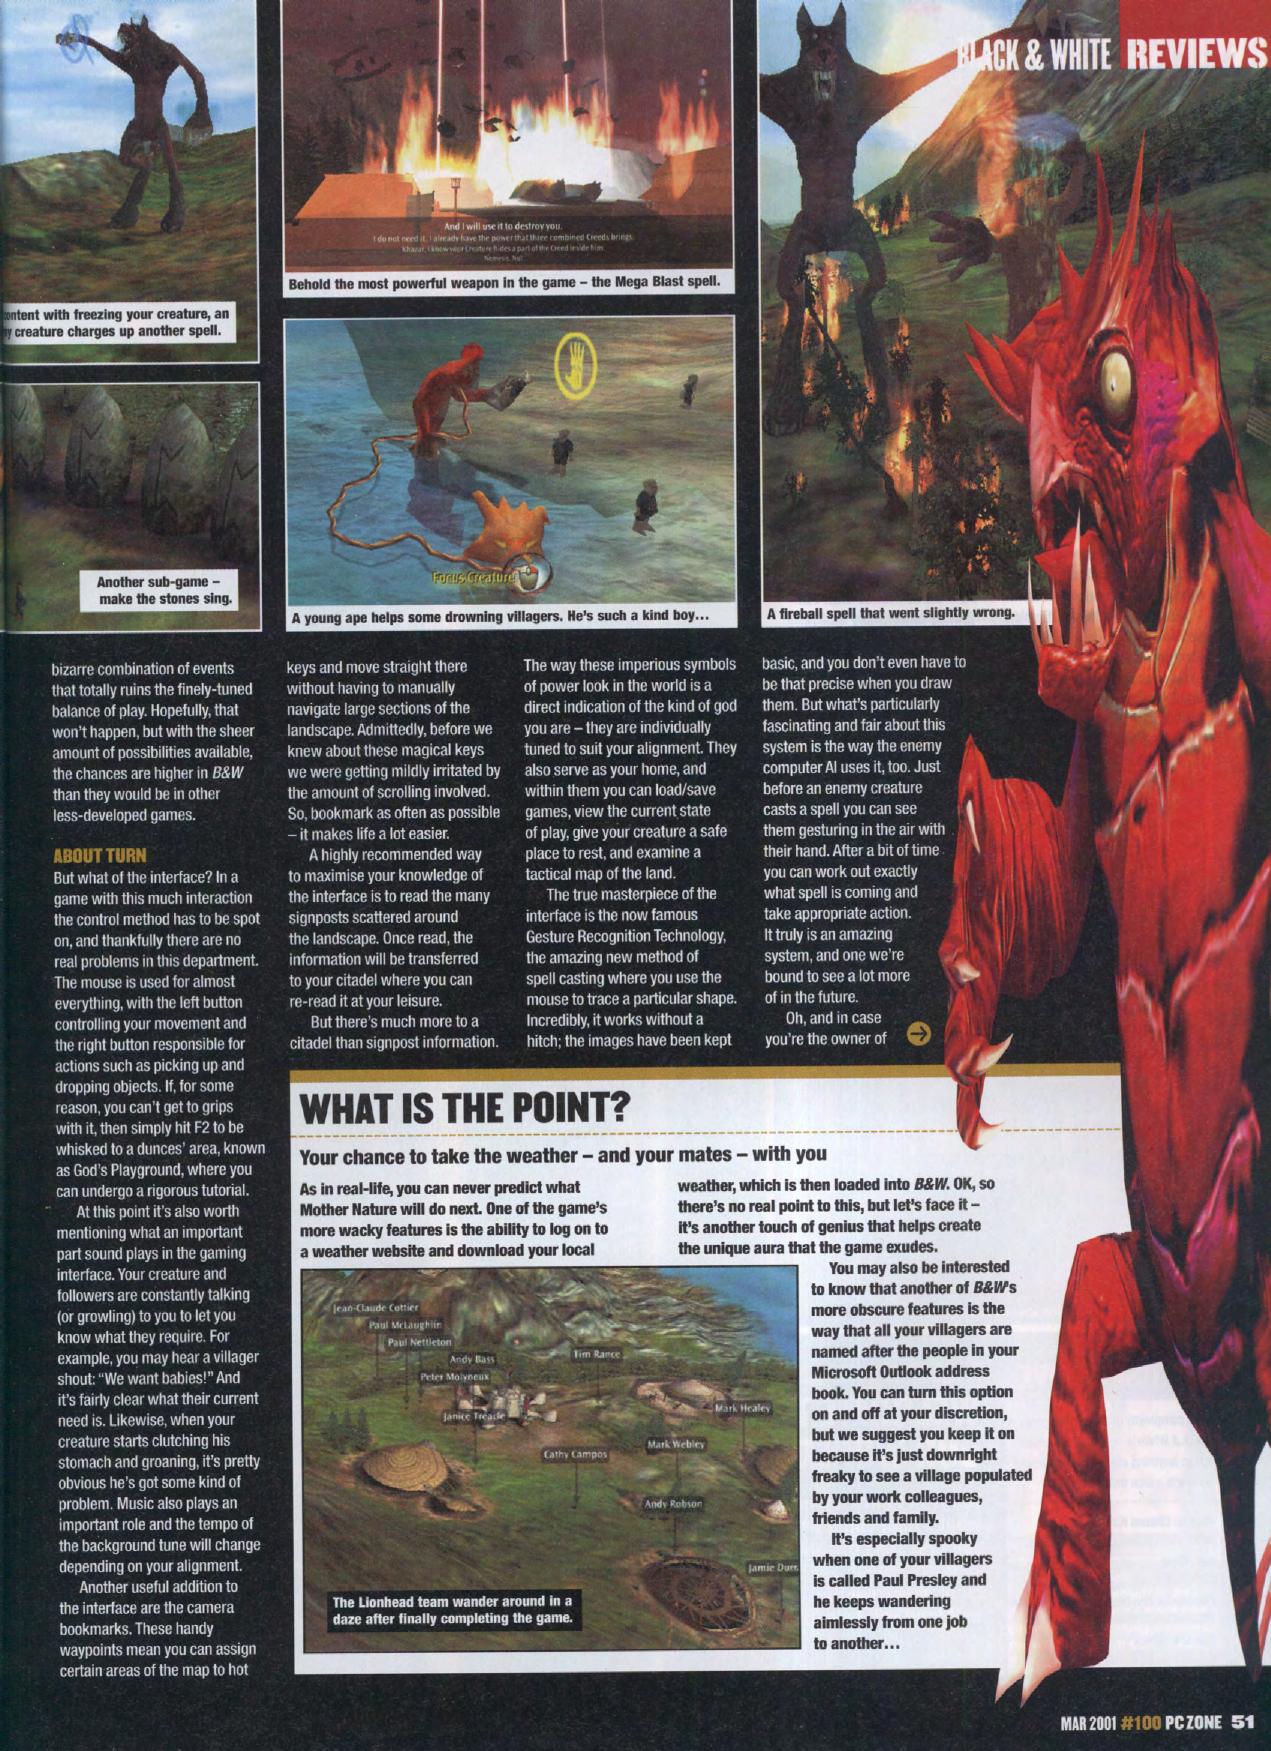 BLACK & WHITE REVIEWS
And I will use it to destroy you.
I do not need it. I already have the power that three combined Creeds brings.
Khazar, I know your Creature hides a part of the Creed inside him.
Nemesis, Null
Behold the most powerful weapon in the game – the Mega Blast spell.
content with freezing your creature, an
creature charges up another spell.
Another sub-game –
make the stones sing.
Focus Creature
A young ape helps some drowning villagers. He's such a kind boy...
A fireball spell that went slightly wrong.
bizarre combination of events
that totally ruins the finely-tuned
balance of play. Hopefully, that
won't happen, but with the sheer
amount of possibilities available,
the chances are higher in B&W
than they would be in other
less-developed games.
ABOUT TURN
But what of the interface? In a
game with this much interaction
the control method has to be spot
on, and thankfully there are no
real problems in this department.
The mouse is used for almost
everything, with the left button
controlling your movement and
the right button responsible for
actions such as picking up and
dropping objects. If, for some
reason, you can't get to grips
with it, then simply hit F2 to be
whisked to a dunces' area, known
as God's Playground, where you
can undergo a rigorous tutorial.
At this point it's also worth
mentioning what an important
part sound plays in the gaming
interface. Your creature and
followers are constantly talking
(or growling) to you to let you
know what they require. For
example, you may hear a villager
shout: "We want babies!" And
it's fairly clear what their current
need is. Likewise, when your
creature starts clutching his
stomach and groaning, it's pretty
obvious he's got some kind of
problem. Music also plays an
important role and the tempo of
the background tune will change
depending on your alignment.
Another useful addition to
the interface are the camera
bookmarks. These handy
waypoints mean you can assign
certain areas of the map to hot
keys and move straight there
without having to manually
navigate large sections of the
landscape. Admittedly, before we
knew about these magical keys
we were getting mildly irritated by
the amount of scrolling involved.
So, bookmark as often as possible
– it makes life a lot easier.
A highly recommended way
to maximise your knowledge of
the interface is to read the many
signposts scattered around
the landscape. Once read, the
information will be transferred
to your citadel where you can
re-read it at your leisure.
But there's much more to a
citadel than signpost information.
The way these imperious symbols
of power look in the world is a
direct indication of the kind of god
you are – they are individually
tuned to suit your alignment. They
also serve as your home, and
within them you can load/save
games, view the current state
of play, give your creature a safe
place to rest, and examine a
tactical map of the land.
The true masterpiece of the
interface is the now famous
Gesture Recognition Technology,
the amazing new method of
spell casting where you use the
mouse to trace a particular shape.
Incredibly, it works without a
hitch; the images have been kept
basic, and you don't even have to
be that precise when you draw
them. But what's particularly
fascinating and fair about this
system is the way the enemy
computer AI uses it, too. Just
before an enemy creature
casts a spell you can see
them gesturing in the air with
their hand. After a bit of time
you can work out exactly
what spell is coming and
take appropriate action.
It truly is an amazing
system, and one we're
bound to see a lot more
of in the future.
Oh, and in case
you're the owner of
WHAT IS THE POINT?
Your chance to take the weather – and your mates – with you
As in real-life, you can never predict what
Mother Nature will do next. One of the game's
more wacky features is the ability to log on to
a weather website and download your local
weather, which is then loaded into B&W. OK, so
there's no real point to this, but let's face it –
it's another touch of genius that helps create
the unique aura that the game exudes.
You may also be interested
to know that another of B&W's
more obscure features is the
way that all your villagers are
named after the people in your
Microsoft Outlook address
book. You can turn this option
on and off at your discretion,
but we suggest you keep it on
because it's just downright
freaky to see a village populated
by your work colleagues,
friends and family.
It's especially spooky
when one of your villagers
is called Paul Presley and
he keeps wandering
aimlessly from one job
to another...
Jean-Claude Cottier
Paul McLaughlin
Paul Nettleton
Andy Bass
Tim Rance
Peter Molyneux
Janice Treacle
Mark Healey
Cathy Campos
Mark Webley
Andy Robson
Jamie Durr
The Lionhead team wander around in a
daze after finally completing the game.
MAR 2001 #100 PC ZONE 51